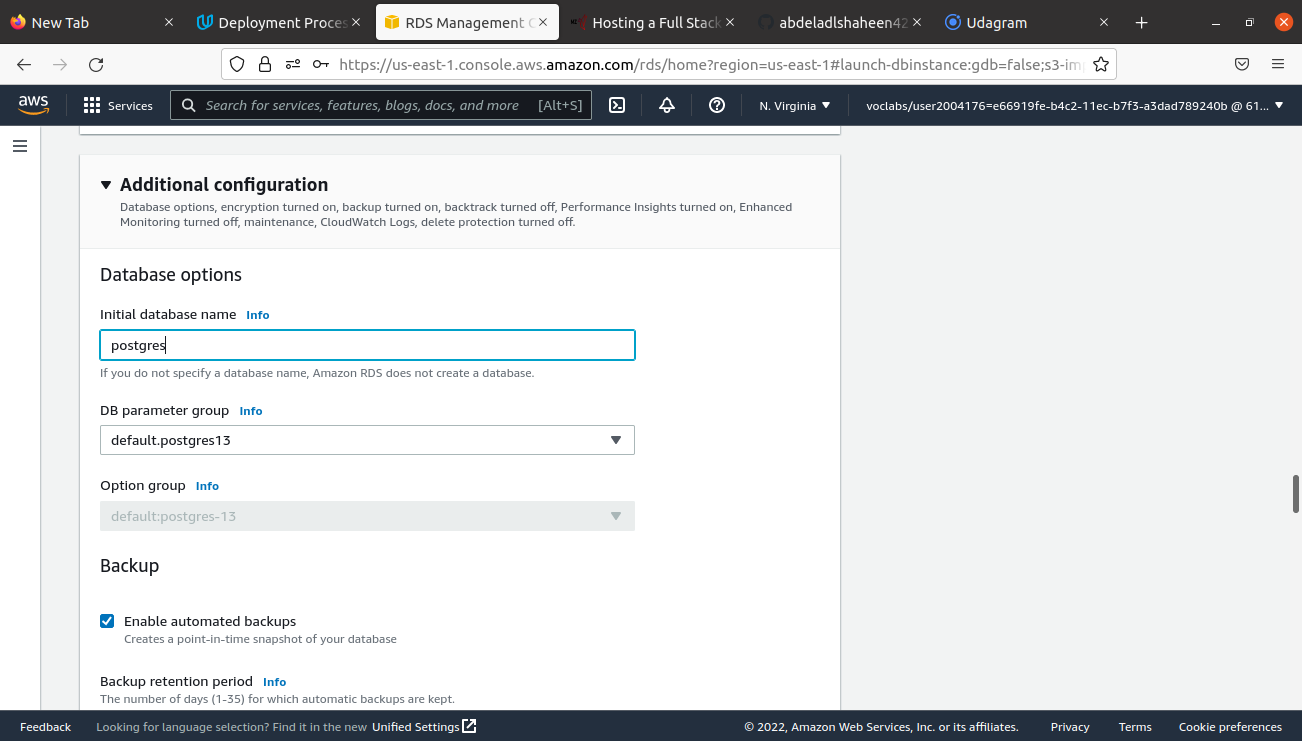 New Tab
Deployment Proces
RDS Management C
Hosting a Full Stack
abdeladlshaheen42
Udagram
https://us-east-1.console.aws.amazon.com/rds/home?region=us-east-1#launch-dbinstance:gdb=false;s3-im
aws
Services
Search for services, features, blogs, docs, and more [Alt+S]
N. Virginia
voclabs/user2004176=e66919fe-b4c2-11ec-b7f3-a3dad789240b @ 61...
Additional configuration
Database options, encryption turned on, backup turned on, backtrack turned off, Performance Insights turned on, Enhanced
Monitoring turned off, maintenance, CloudWatch Logs, delete protection turned off.
Database options
Initial database name Info
postgres
If you do not specify a database name, Amazon RDS does not create a database.
DB parameter group Info
default.postgres13
Option group Info
default:postgres-13
Backup
Enable automated backups
Creates a point-in-time snapshot of your database
Backup retention period Info
The number of days (1-35) for which automatic backups are kept.
Feedback
Looking for language selection? Find it in the new Unified Settings
© 2022, Amazon Web Services, Inc. or its affiliates.
Privacy
Terms
Cookie preferences